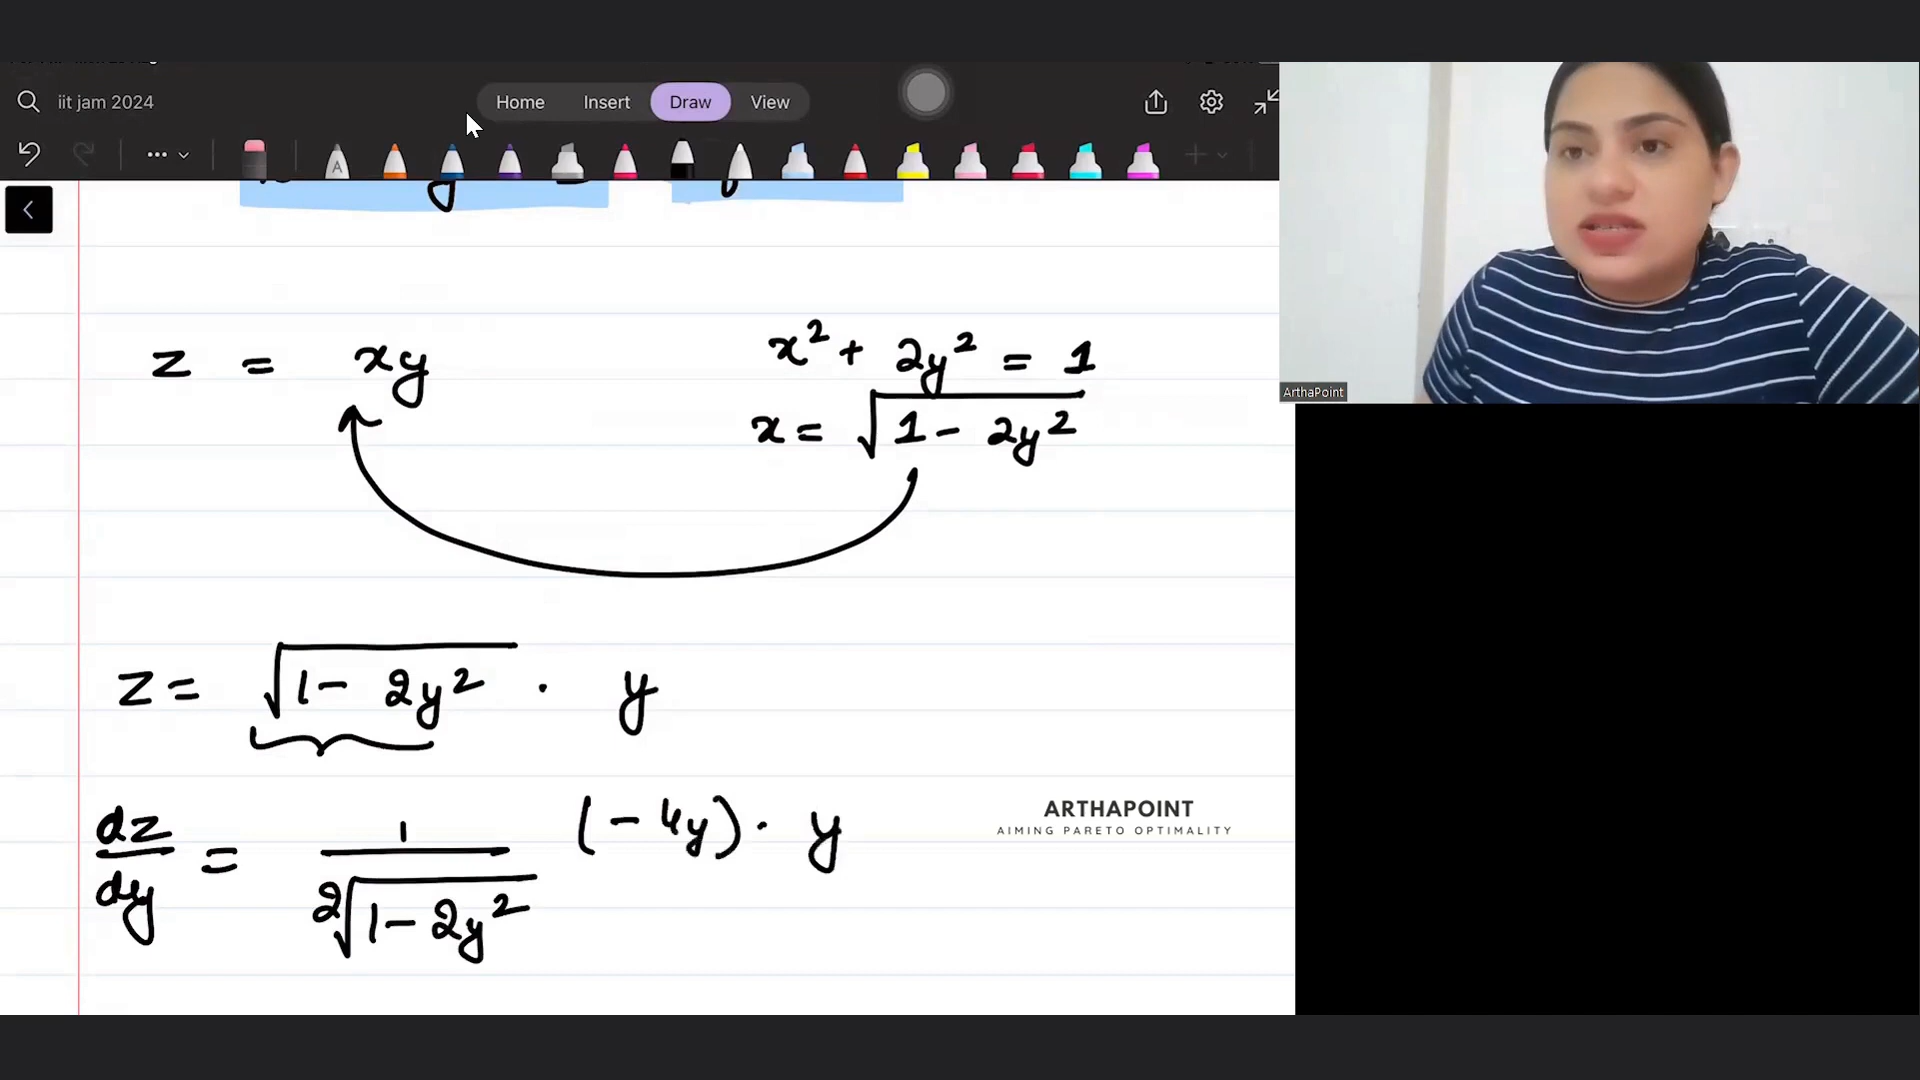 iit jam 2024
Home Insert Draw View
A
z = xy
x² + 2y² = 1
x = √(1 - 2y²)
z = √(1 - 2y²) · y
dz/dy = 1/(2√(1 - 2y²)) (-4y) · y
ArthaPoint
ARTHAPOINT
AIMING PARETO OPTIMALITY